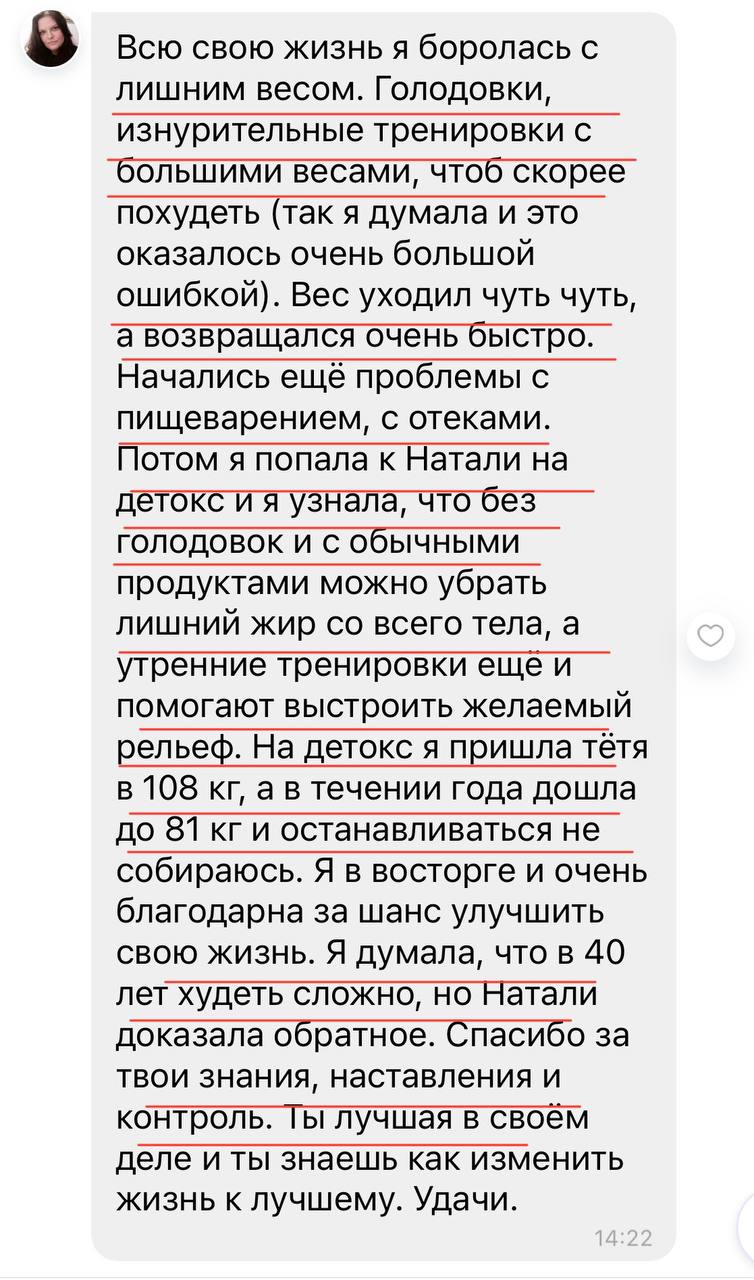 Всю свою жизнь я боролась с
лишним весом. Голодовки,
изнурительные тренировки с
большими весами, чтоб скорее
похудеть (так я думала и это
оказалось очень большой
ошибкой). Вес уходил чуть чуть,
а возвращался очень быстро.
Начались ещё проблемы с
пищеварением, с отеками.
Потом я попала к Натали на
детокс и я узнала, что без
голодовок и с обычными
продуктами можно убрать
лишний жир со всего тела, а
утренние тренировки ещё и
помогают выстроить желаемый
рельеф. На детокс я пришла тётя
в 108 кг, а в течении года дошла
до 81 кг и останавливаться не
собираюсь. Я в восторге и очень
благодарна за шанс улучшить
свою жизнь. Я думала, что в 40
лет худеть сложно, но Натали
доказала обратное. Спасибо за
твои знания, наставления и
контроль. Ты лучшая в своём
деле и ты знаешь как изменить
жизнь к лучшему. Удачи.
14:22